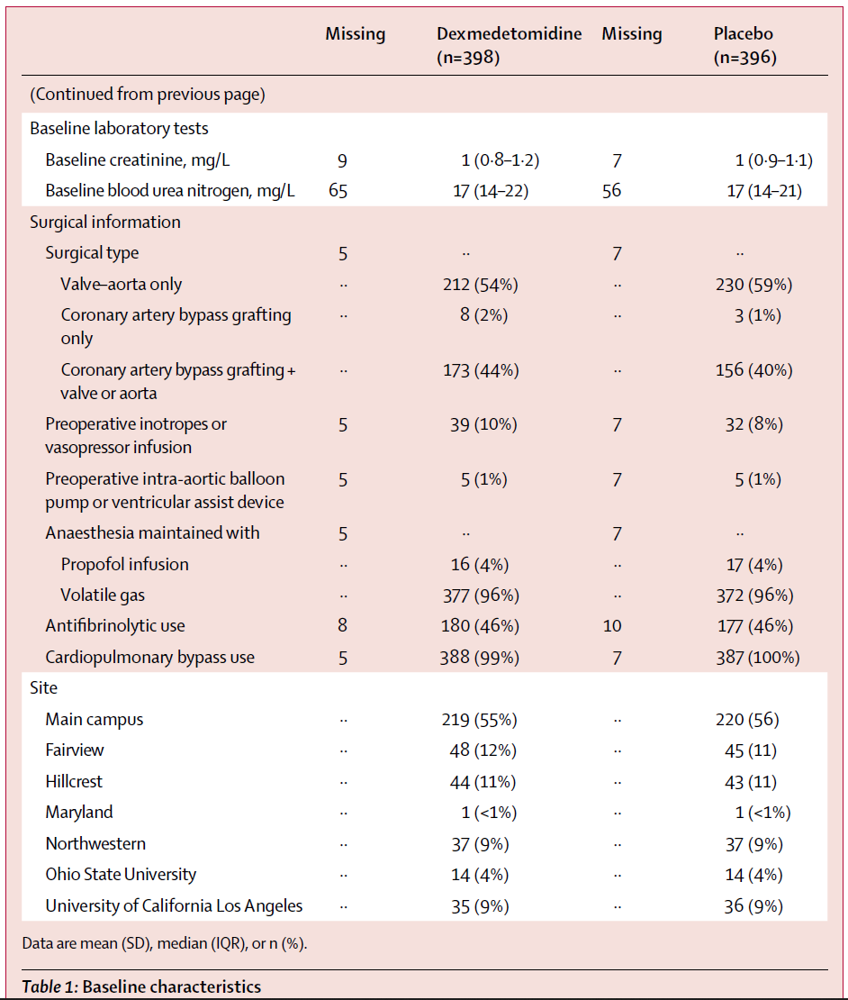 Missing Dexmedetomidine (n=398) Missing Placebo (n=396)
(Continued from previous page)
Baseline laboratory tests
Baseline creatinine, mg/L 9 1 (0·8–1·2) 7 1 (0·9–1·1)
Baseline blood urea nitrogen, mg/L 65 17 (14–22) 56 17 (14–21)
Surgical information
Surgical type 5 ·· 7 ··
Valve–aorta only ·· 212 (54%) ·· 230 (59%)
Coronary artery bypass grafting ·· 8 (2%) ·· 3 (1%)
only
Coronary artery bypass grafting + ·· 173 (44%) ·· 156 (40%)
valve or aorta
Preoperative inotropes or 5 39 (10%) 7 32 (8%)
vasopressor infusion
Preoperative intra-aortic balloon 5 5 (1%) 7 5 (1%)
pump or ventricular assist device
Anaesthesia maintained with 5 ·· 7 ··
Propofol infusion ·· 16 (4%) ·· 17 (4%)
Volatile gas ·· 377 (96%) ·· 372 (96%)
Antifibrinolytic use 8 180 (46%) 10 177 (46%)
Cardiopulmonary bypass use 5 388 (99%) 7 387 (100%)
Site
Main campus ·· 219 (55%) ·· 220 (56)
Fairview ·· 48 (12%) ·· 45 (11)
Hillcrest ·· 44 (11%) ·· 43 (11)
Maryland ·· 1 (<1%) ·· 1 (<1%)
Northwestern ·· 37 (9%) ·· 37 (9%)
Ohio State University ·· 14 (4%) ·· 14 (4%)
University of California Los Angeles ·· 35 (9%) ·· 36 (9%)
Data are mean (SD), median (IQR), or n (%).
Table 1: Baseline characteristics